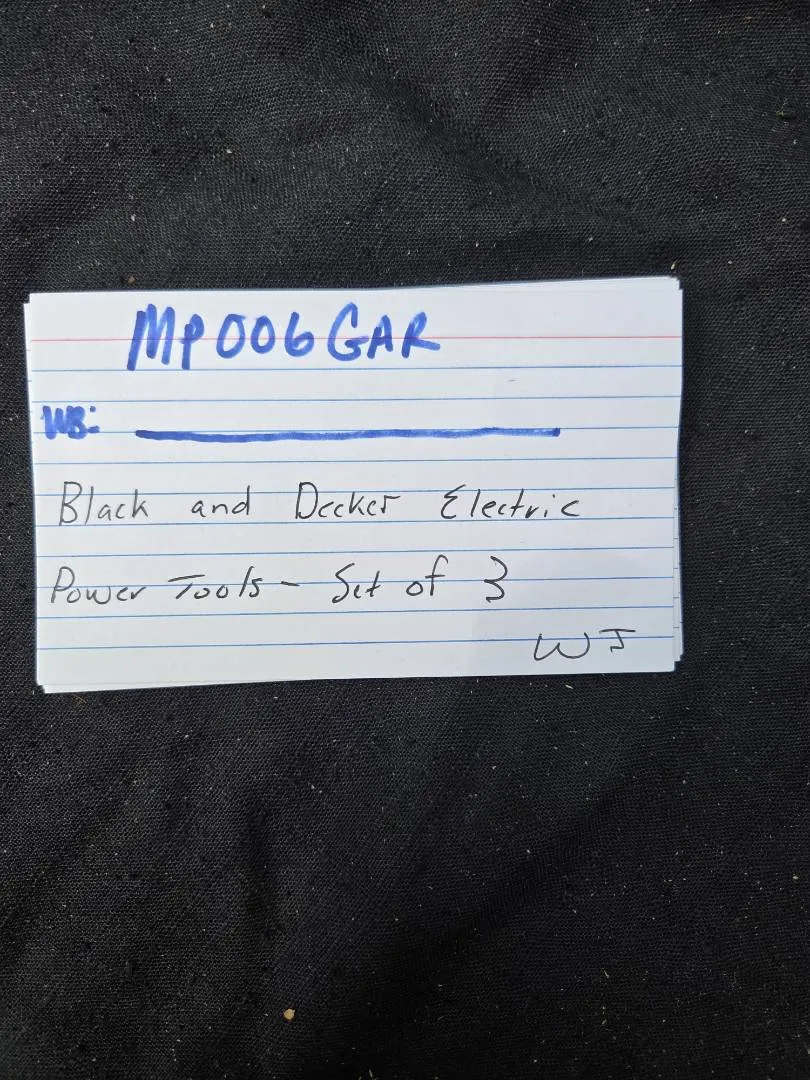 MP006GAR
WB:
Black and Decker Electric
Power Tools - Set of 3
WJ